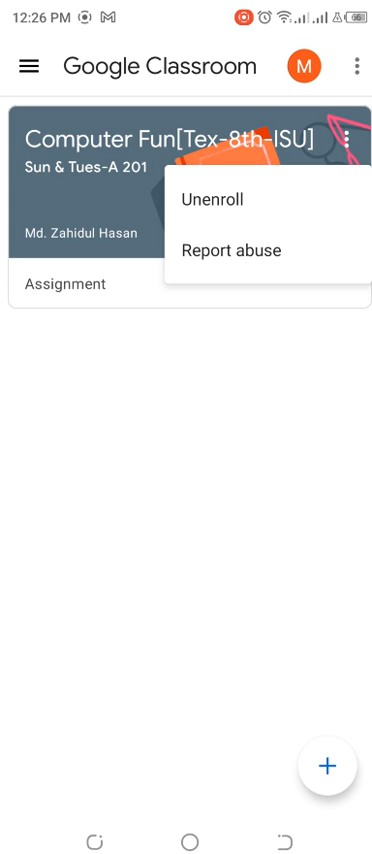 12:26 PM
66
Google Classroom
M
Computer Fun[Tex-8th-ISU]
Sun & Tues-A 201
Unenroll
Md. Zahidul Hasan
Report abuse
Assignment